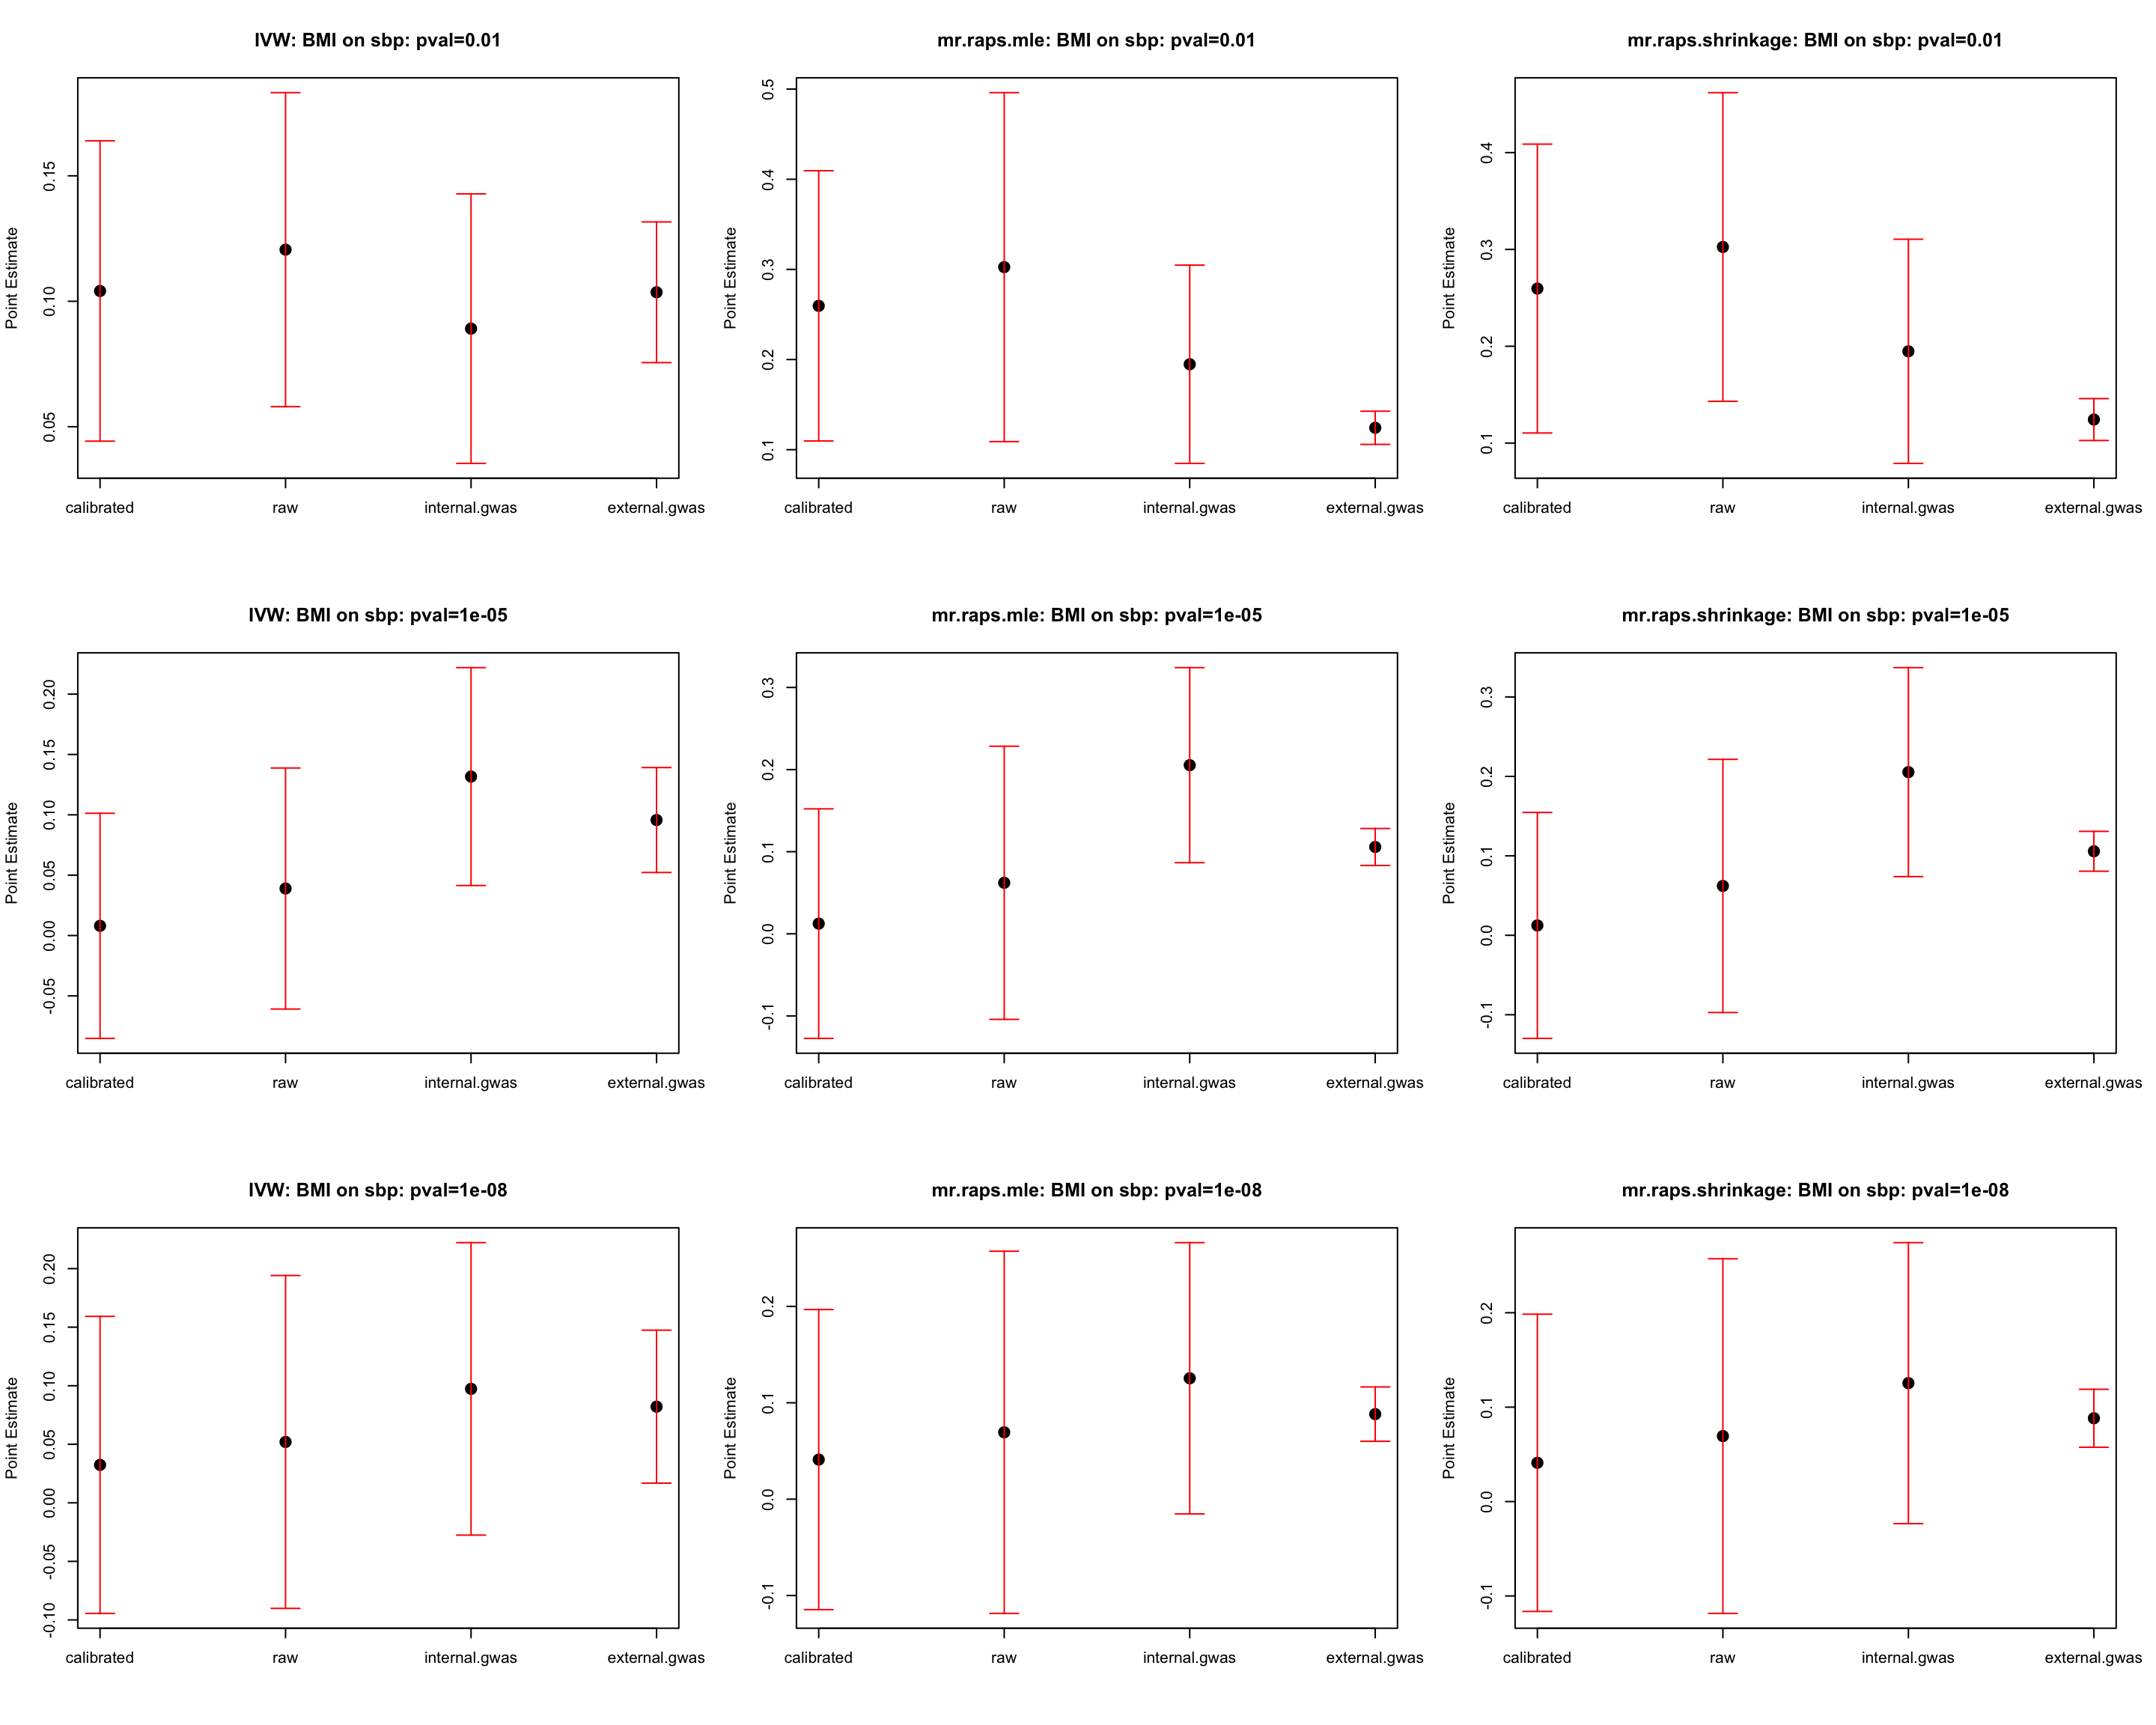 IVW: BMI on sbp: pval=0.01
Point Estimate
0.15
0.10
0.05
calibrated raw internal.gwas external.gwas
mr.raps.mle: BMI on sbp: pval=0.01
Point Estimate
0.5
0.4
0.3
0.2
0.1
calibrated raw internal.gwas external.gwas
mr.raps.shrinkage: BMI on sbp: pval=0.01
Point Estimate
0.4
0.3
0.2
0.1
calibrated raw internal.gwas external.gwas
IVW: BMI on sbp: pval=1e-05
Point Estimate
0.20
0.15
0.10
0.05
0.00
-0.05
calibrated raw internal.gwas external.gwas
mr.raps.mle: BMI on sbp: pval=1e-05
Point Estimate
0.3
0.2
0.1
0.0
-0.1
calibrated raw internal.gwas external.gwas
mr.raps.shrinkage: BMI on sbp: pval=1e-05
Point Estimate
0.3
0.2
0.1
0.0
-0.1
calibrated raw internal.gwas external.gwas
IVW: BMI on sbp: pval=1e-08
Point Estimate
0.20
0.15
0.10
0.05
0.00
-0.05
-0.10
calibrated raw internal.gwas external.gwas
mr.raps.mle: BMI on sbp: pval=1e-08
Point Estimate
0.2
0.1
0.0
-0.1
calibrated raw internal.gwas external.gwas
mr.raps.shrinkage: BMI on sbp: pval=1e-08
Point Estimate
0.2
0.1
0.0
-0.1
calibrated raw internal.gwas external.gwas